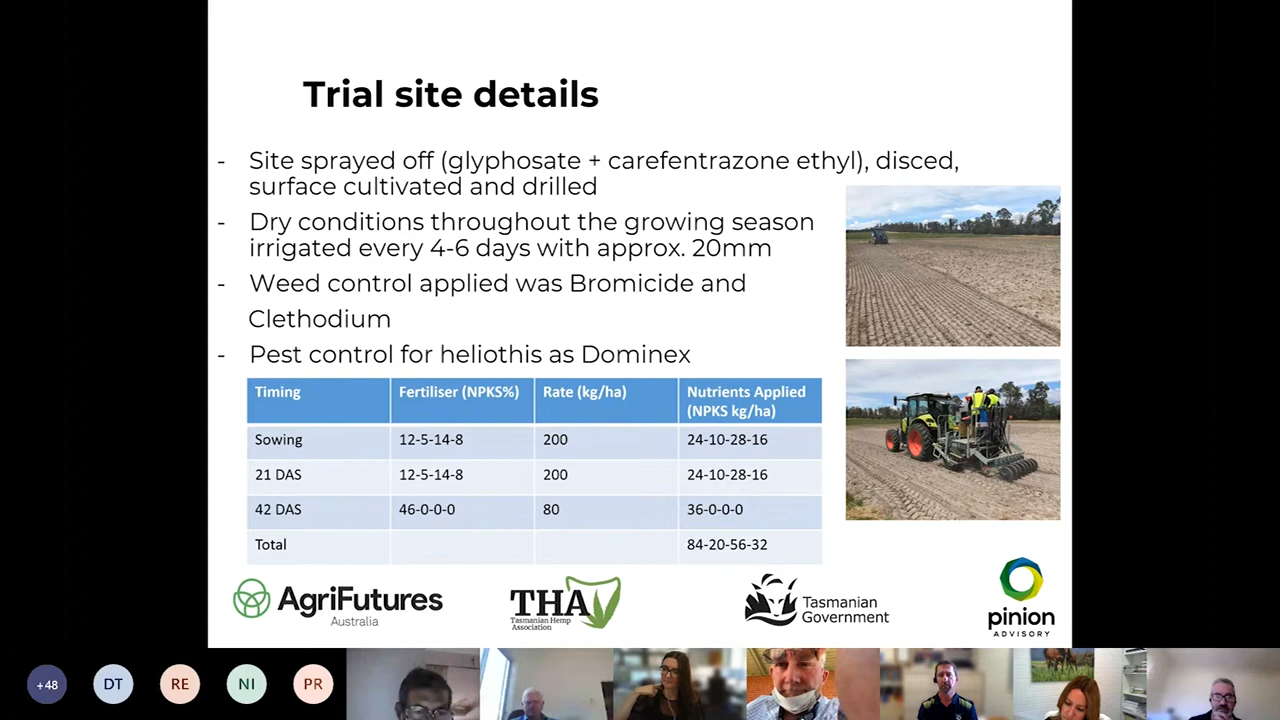 Trial site details
- Site sprayed off (glyphosate + carefentrazone ethyl), disced,
surface cultivated and drilled
- Dry conditions throughout the growing season
irrigated every 4-6 days with approx. 20mm
- Weed control applied was Bromicide and
Clethodium
- Pest control for heliothis as Dominex
Timing Fertiliser (NPKS%) Rate (kg/ha) Nutrients Applied
(NPKS kg/ha)
Sowing 12-5-14-8 200 24-10-28-16
21 DAS 12-5-14-8 200 24-10-28-16
42 DAS 46-0-0-0 80 36-0-0-0
Total 84-20-56-32
AgriFutures
Australia
THA
Tasmanian Hemp
Association
Tasmanian
Government
pinion
ADVISORY
+48 DT RE NI PR